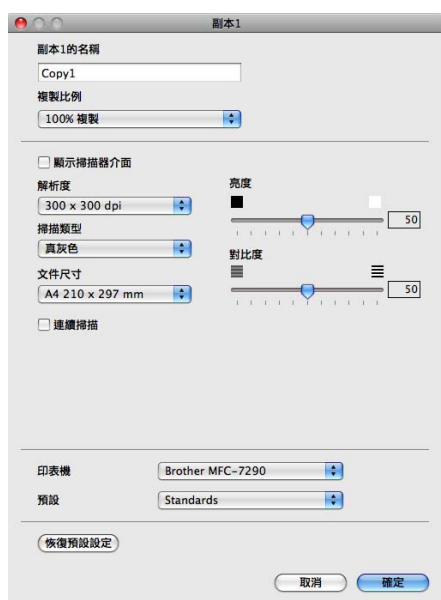 副本1
副本1的名稱
Copy1
複製比例
100% 複製
顯示掃描器介面
解析度
300 x 300 dpi
掃描類型
真灰色
文件尺寸
A4 210 x 297 mm
連續掃描
亮度
50
對比度
50
印表機
Brother MFC-7290
預設
Standards
恢復預設設定
取消
確定